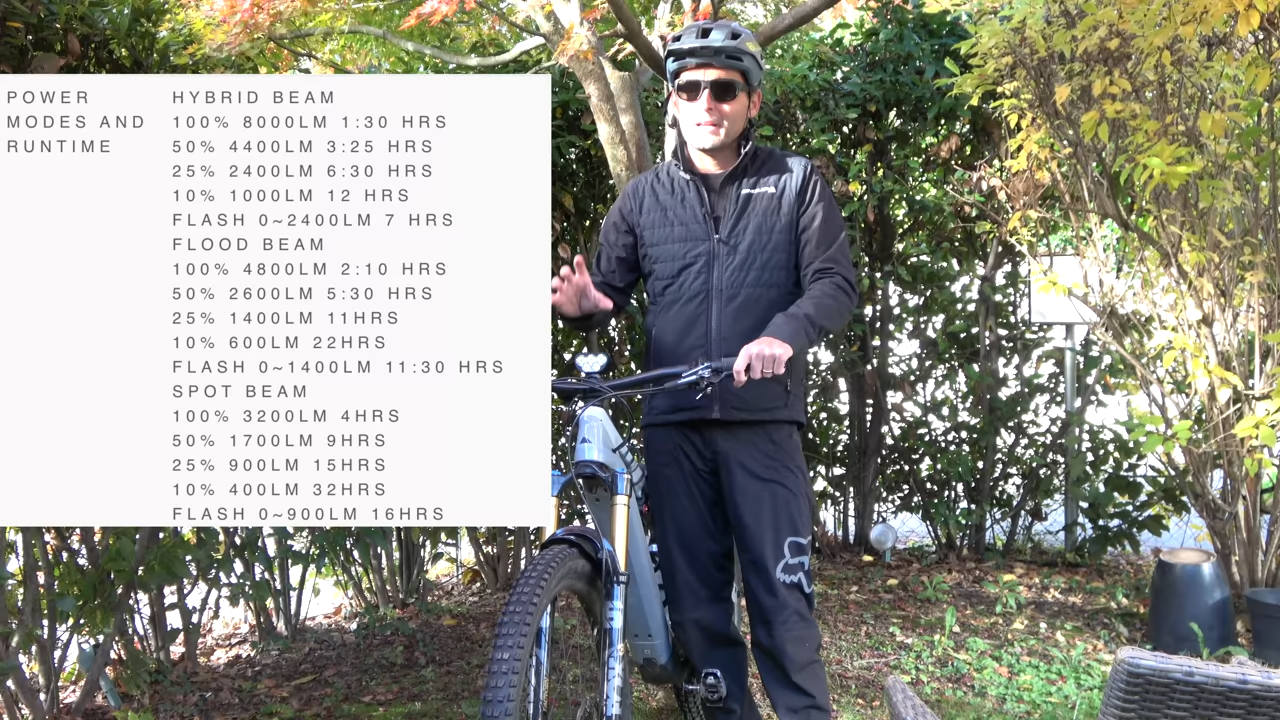 POWER
MODES AND
RUNTIME
HYBRID BEAM
100% 8000LM 1:30 HRS
50% 4400LM 3:25 HRS
25% 2400LM 6:30 HRS
10% 1000LM 12 HRS
FLASH 0~2400LM 7 HRS
FLOOD BEAM
100% 4800LM 2:10 HRS
50% 2600LM 5:30 HRS
25% 1400LM 11HRS
10% 600LM 22HRS
FLASH 0~1400LM 11:30 HRS
SPOT BEAM
100% 3200LM 4HRS
50% 1700LM 9HRS
25% 900LM 15HRS
10% 400LM 32HRS
FLASH 0~900LM 16HRS